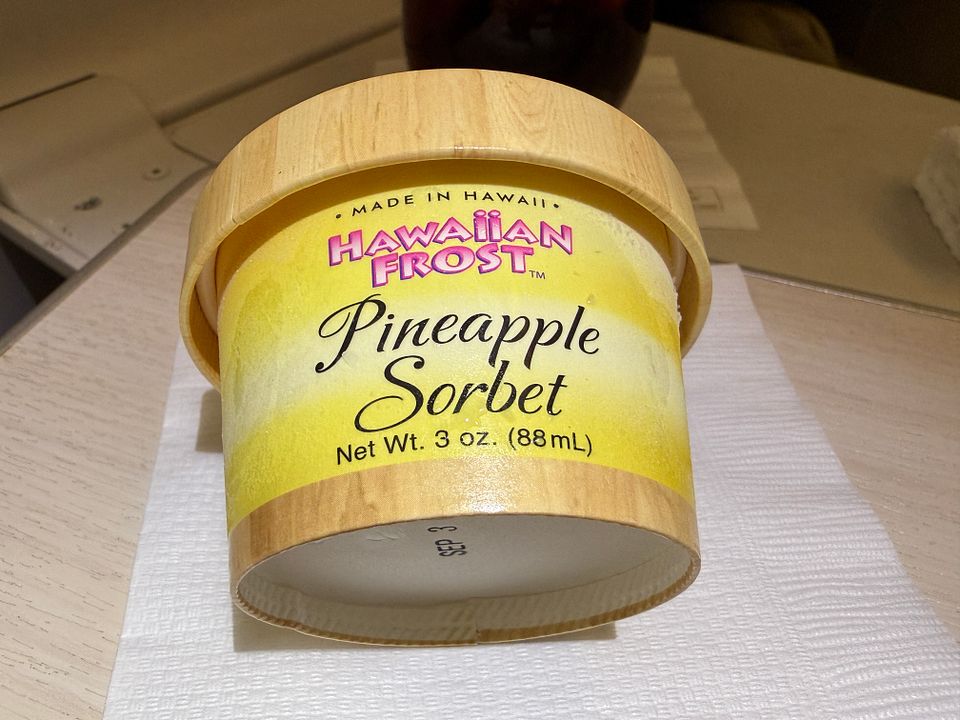 • MADE IN HAWAII •
HAWAIIAN
FROST™
Pineapple
Sorbet
Net Wt. 3 oz. (88mL)
SEP 3